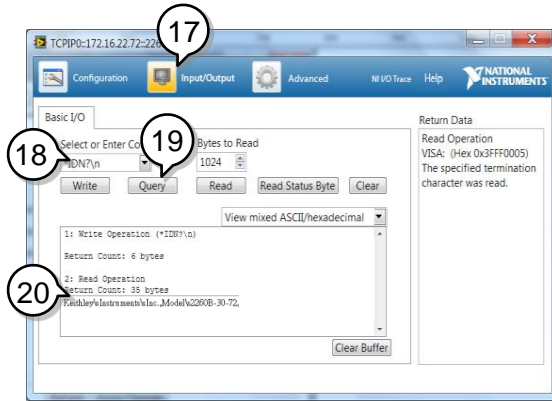 17
TCPIP0::172.16.22.72::226
Configuration
Input/Output
Advanced
NI I/O Trace
Help
NATIONAL
INSTRUMENTS
Basic I/O
Return Data
18
19
Select or Enter Co
Bytes to Read
*IDN?\n
1024
Write
Query
Read
Read Status Byte
Clear
View mixed ASCII/hexadecimal
1: Write Operation (*IDN?\n)
Return Count: 6 bytes
2: Read Operation
Return Count: 35 bytes
20
Keithley\sInstruments\sInc.,Model\s2260B-30-72,
Clear Buffer
Read Operation
VISA: (Hex 0x3FFF0005)
The specified termination
character was read.